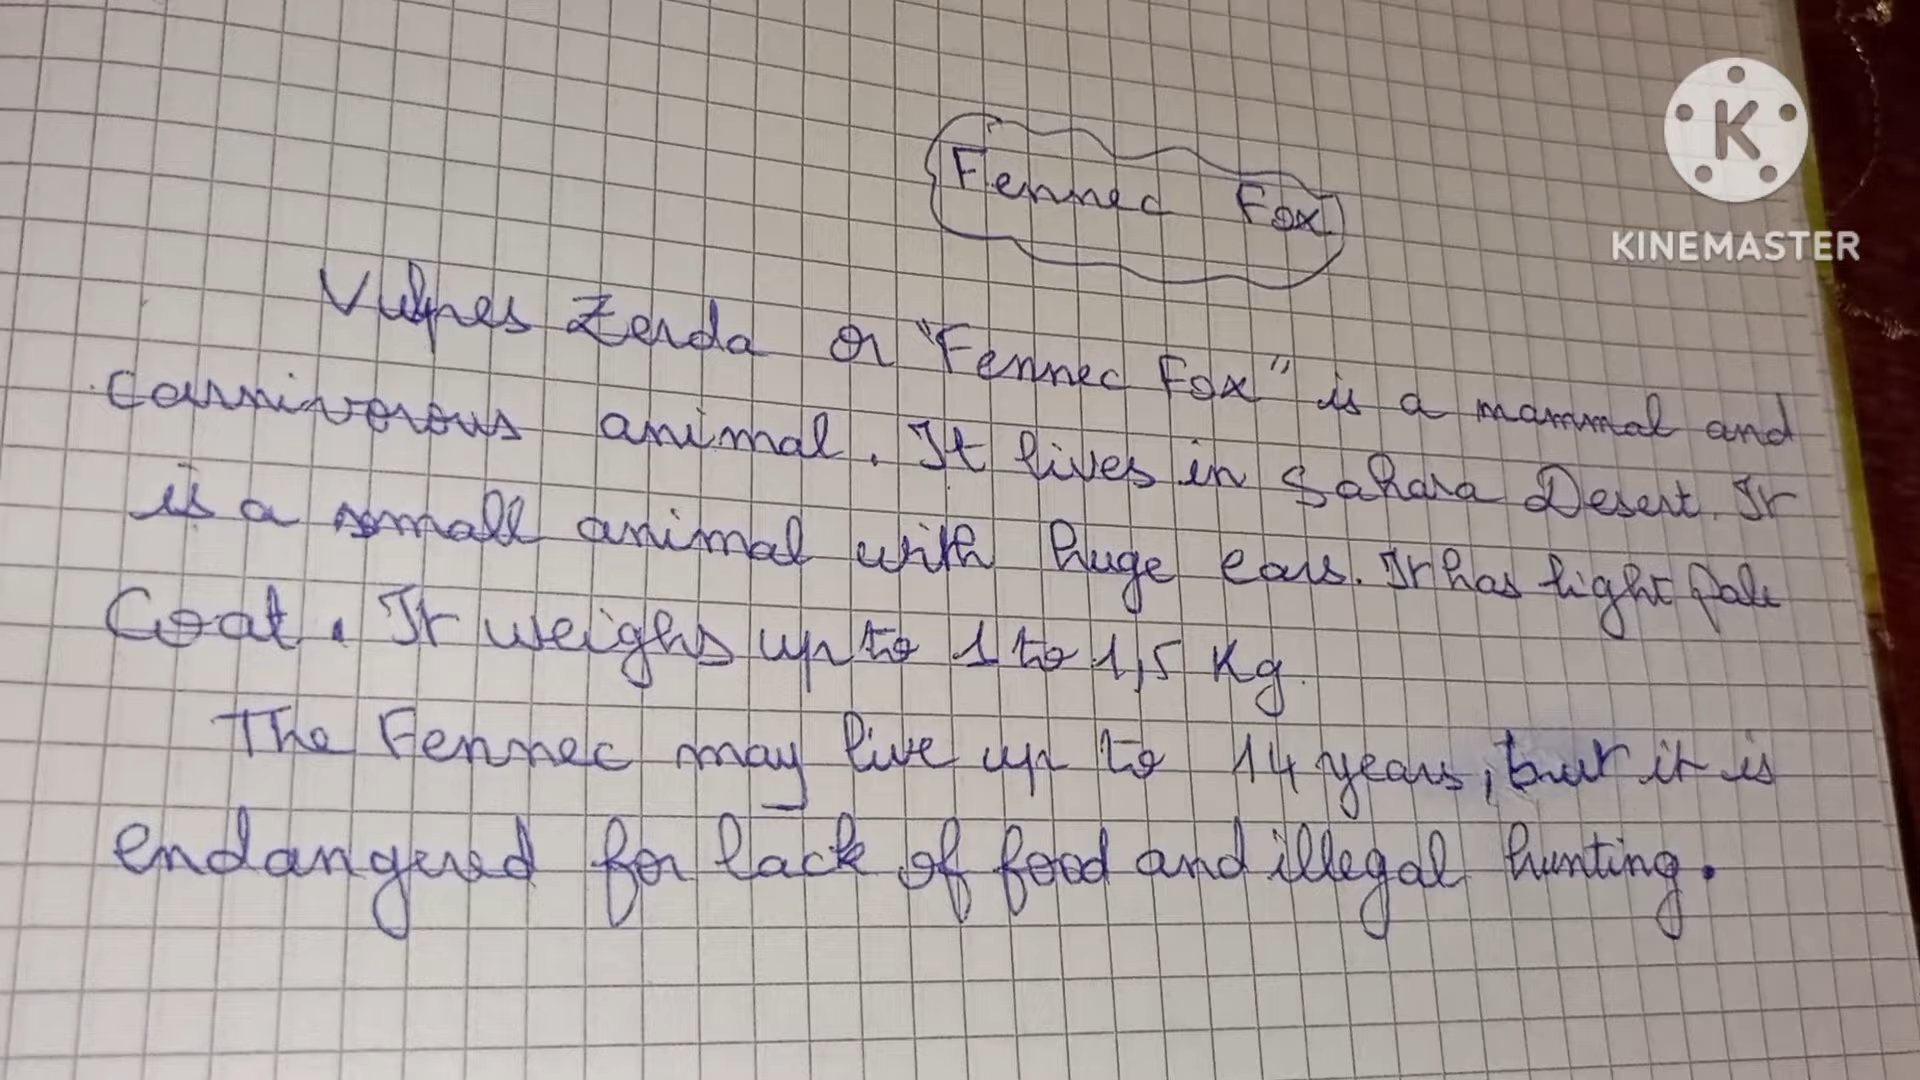 Fennec Fox
K
KINEMASTER
Vulpes Zerda or "Fennec Fox" is a mammal and
carnivorous animal. It lives in Sahara Desert. It
is a small animal with huge ears. It has light pale
Coat. It weighs up to 1 to 1,5 Kg.
The Fennec may live up to 14 years, but it is
endangered for lack of food and illegal hunting.